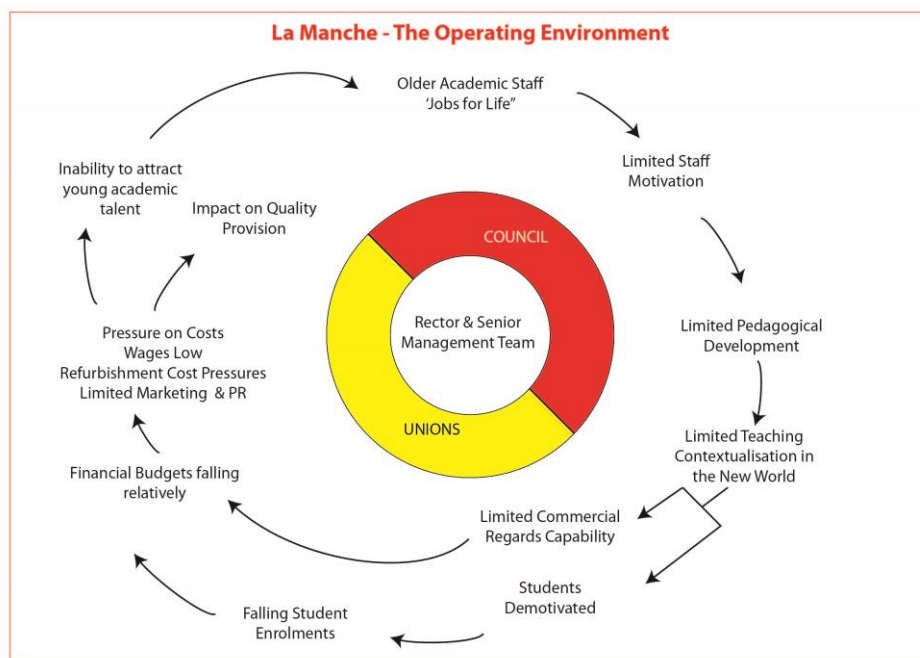 La Manche - The Operating Environment
Older Academic Staff
'Jobs for Life"
Limited Staff
Motivation
Inability to attract
young academic
talent
Impact on Quality
Provision
COUNCIL
Rector & Senior
Management Team
UNIONS
Limited Pedagogical
Development
Pressure on Costs
Wages Low
Refurbishment Cost Pressures
Limited Marketing & PR
Limited Teaching
Contextualisation in
the New World
Financial Budgets falling
relatively
Limited Commercial
Regards Capability
Students
Demotivated
Falling Student
Enrolments